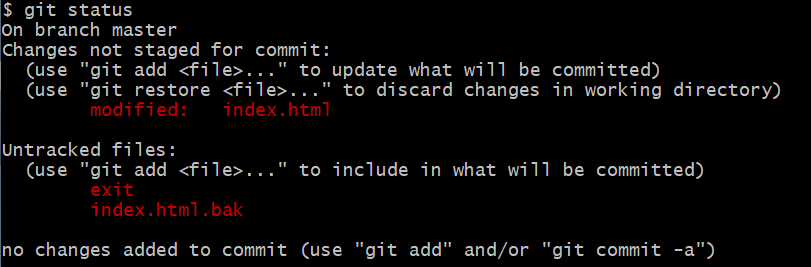 $ git status
On branch master
Changes not staged for commit:
  (use "git add <file>..." to update what will be committed)
  (use "git restore <file>..." to discard changes in working directory)
        modified:   index.html

Untracked files:
  (use "git add <file>..." to include in what will be committed)
        exit
        index.html.bak

no changes added to commit (use "git add" and/or "git commit -a")